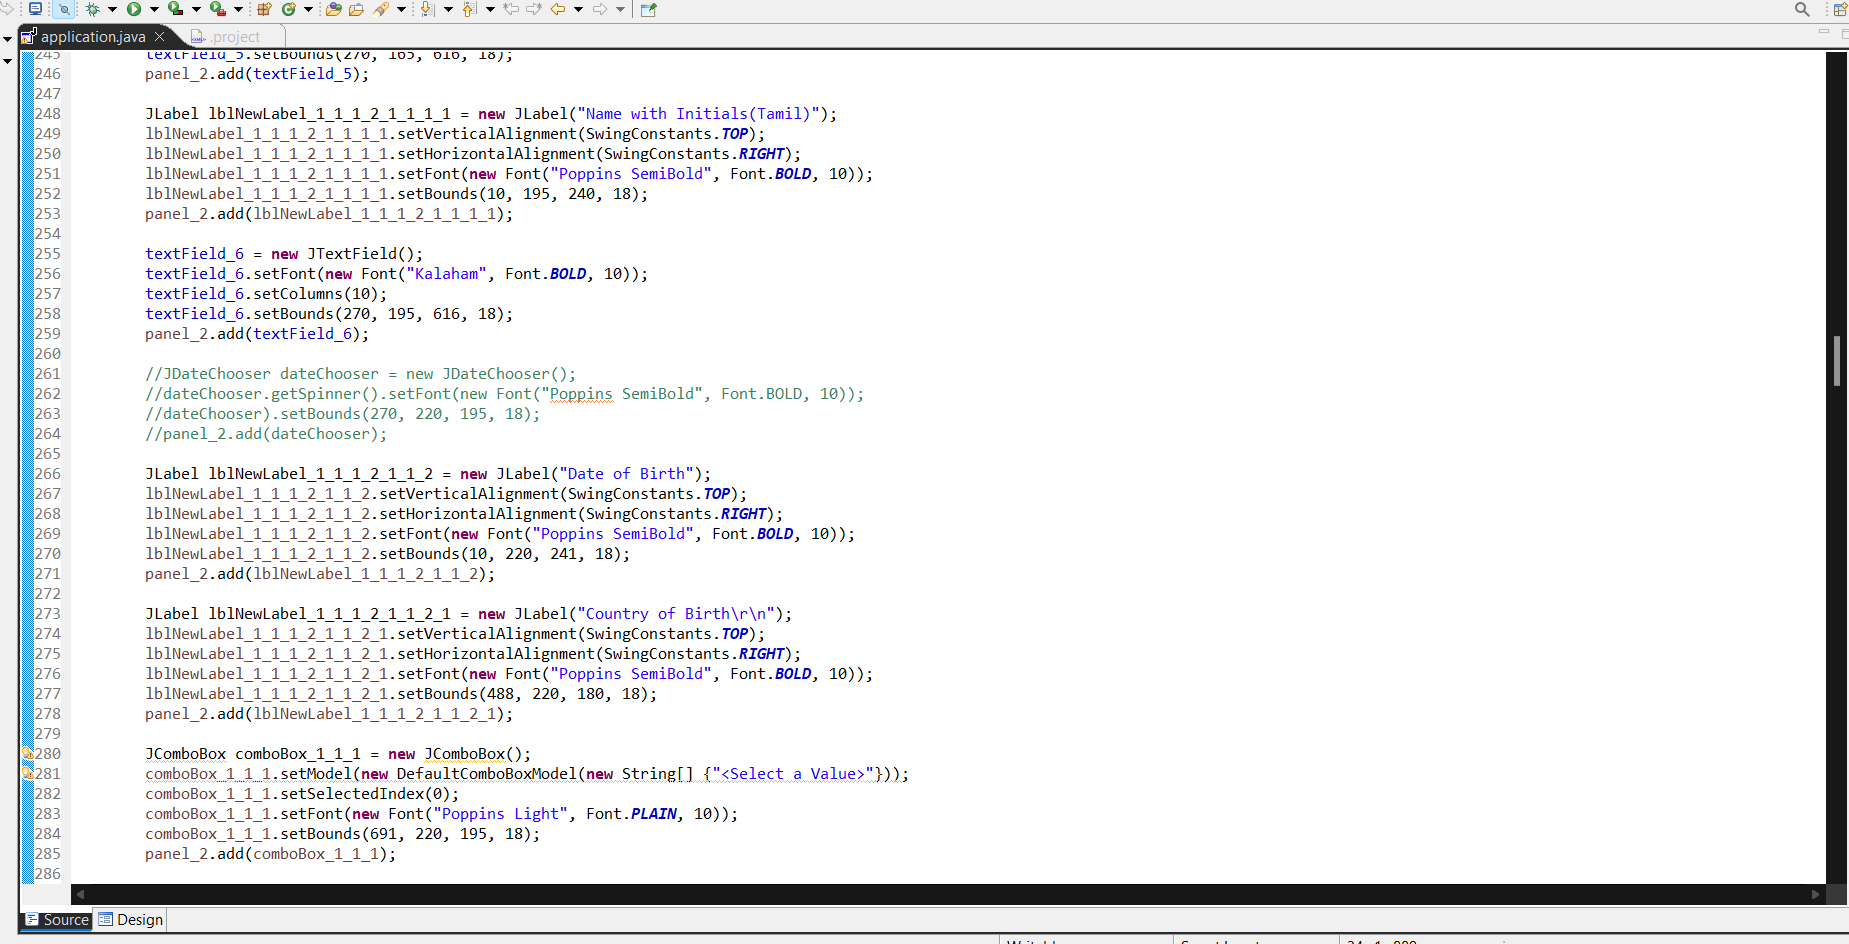 application.java
.project
245 textField_5.setBounds(270, 165, 616, 18);
246 panel_2.add(textField_5);
247
248 JLabel lblNewLabel_1_1_1_2_1_1_1_1 = new JLabel("Name with Initials(Tamil)");
249 lblNewLabel_1_1_1_2_1_1_1_1.setVerticalAlignment(SwingConstants.TOP);
250 lblNewLabel_1_1_1_2_1_1_1_1.setHorizontalAlignment(SwingConstants.RIGHT);
251 lblNewLabel_1_1_1_2_1_1_1_1.setFont(new Font("Poppins SemiBold", Font.BOLD, 10));
252 lblNewLabel_1_1_1_2_1_1_1_1.setBounds(10, 195, 240, 18);
253 panel_2.add(lblNewLabel_1_1_1_2_1_1_1_1);
254
255 textField_6 = new JTextField();
256 textField_6.setFont(new Font("Kalaham", Font.BOLD, 10));
257 textField_6.setColumns(10);
258 textField_6.setBounds(270, 195, 616, 18);
259 panel_2.add(textField_6);
260
261 //JDateChooser dateChooser = new JDateChooser();
262 //dateChooser.getSpinner().setFont(new Font("Poppins SemiBold", Font.BOLD, 10));
263 //dateChooser).setBounds(270, 220, 195, 18);
264 //panel_2.add(dateChooser);
265
266 JLabel lblNewLabel_1_1_1_2_1_1_2 = new JLabel("Date of Birth");
267 lblNewLabel_1_1_1_2_1_1_2.setVerticalAlignment(SwingConstants.TOP);
268 lblNewLabel_1_1_1_2_1_1_2.setHorizontalAlignment(SwingConstants.RIGHT);
269 lblNewLabel_1_1_1_2_1_1_2.setFont(new Font("Poppins SemiBold", Font.BOLD, 10));
270 lblNewLabel_1_1_1_2_1_1_2.setBounds(10, 220, 241, 18);
271 panel_2.add(lblNewLabel_1_1_1_2_1_1_2);
272
273 JLabel lblNewLabel_1_1_1_2_1_1_2_1 = new JLabel("Country of Birth\r\n");
274 lblNewLabel_1_1_1_2_1_1_2_1.setVerticalAlignment(SwingConstants.TOP);
275 lblNewLabel_1_1_1_2_1_1_2_1.setHorizontalAlignment(SwingConstants.RIGHT);
276 lblNewLabel_1_1_1_2_1_1_2_1.setFont(new Font("Poppins SemiBold", Font.BOLD, 10));
277 lblNewLabel_1_1_1_2_1_1_2_1.setBounds(488, 220, 180, 18);
278 panel_2.add(lblNewLabel_1_1_1_2_1_1_2_1);
279
280 JComboBox comboBox_1_1_1 = new JComboBox();
281 comboBox_1_1_1.setModel(new DefaultComboBoxModel(new String[] {"<Select a Value>"}));
282 comboBox_1_1_1.setSelectedIndex(0);
283 comboBox_1_1_1.setFont(new Font("Poppins Light", Font.PLAIN, 10));
284 comboBox_1_1_1.setBounds(691, 220, 195, 18);
285 panel_2.add(comboBox_1_1_1);
286
Source
Design